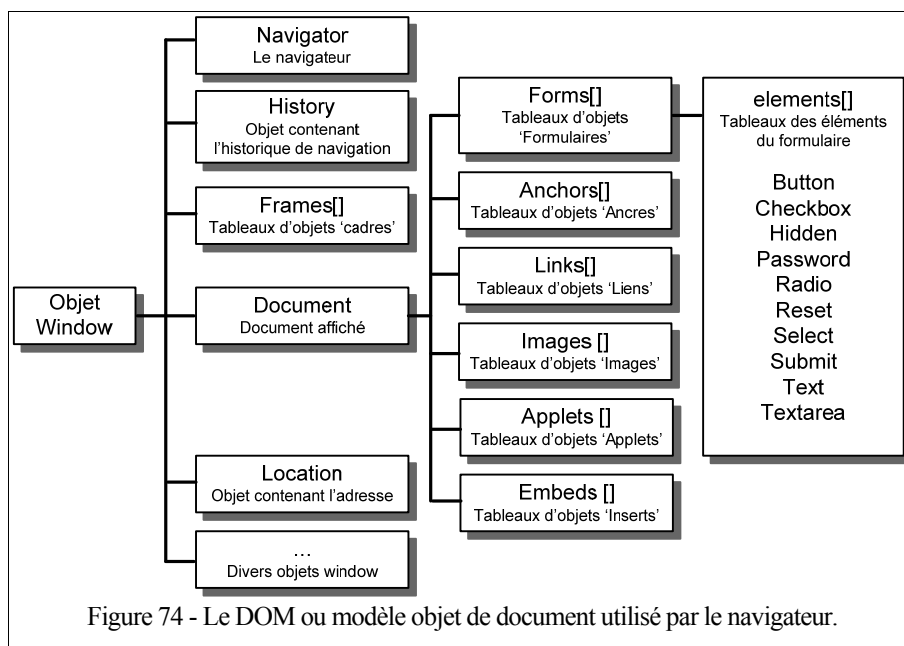 Navigator
Le navigateur
History
Objet contenant
l'historique de navigation
Frames[]
Tableaux d'objets 'cadres'
Objet
Window
Document
Document affiché
Location
Objet contenant l'adresse
...
Divers objets window
Forms[]
Tableaux d'objets
'Formulaires'
Anchors[]
Tableaux d'objets 'Ancres'
Links[]
Tableaux d'objets 'Liens'
Images []
Tableaux d'objets 'Images'
Applets []
Tableaux d'objets 'Applets'
Embeds []
Tableaux d'objets 'Inserts'
elements[]
Tableaux des éléments
du formulaire
Button
Checkbox
Hidden
Password
Radio
Reset
Select
Submit
Text
Textarea
Figure 74 - Le DOM ou modèle objet de document utilisé par le navigateur.